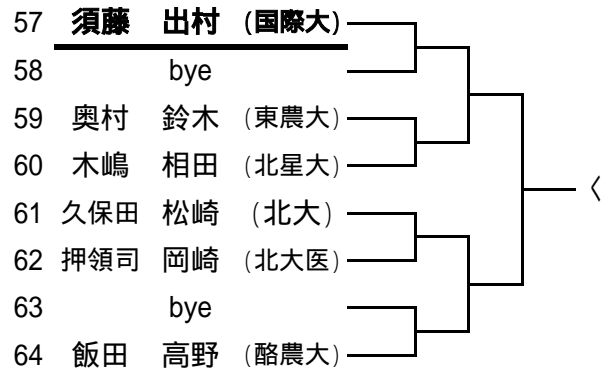 57 須藤 出村 (国際大)
58 bye
59 奥村 鈴木 (東農大)
60 木嶋 相田 (北星大)
61 久保田 松崎 (北大)
62 押領司 岡崎 (北大医)
63 bye
64 飯田 高野 (酪農大)